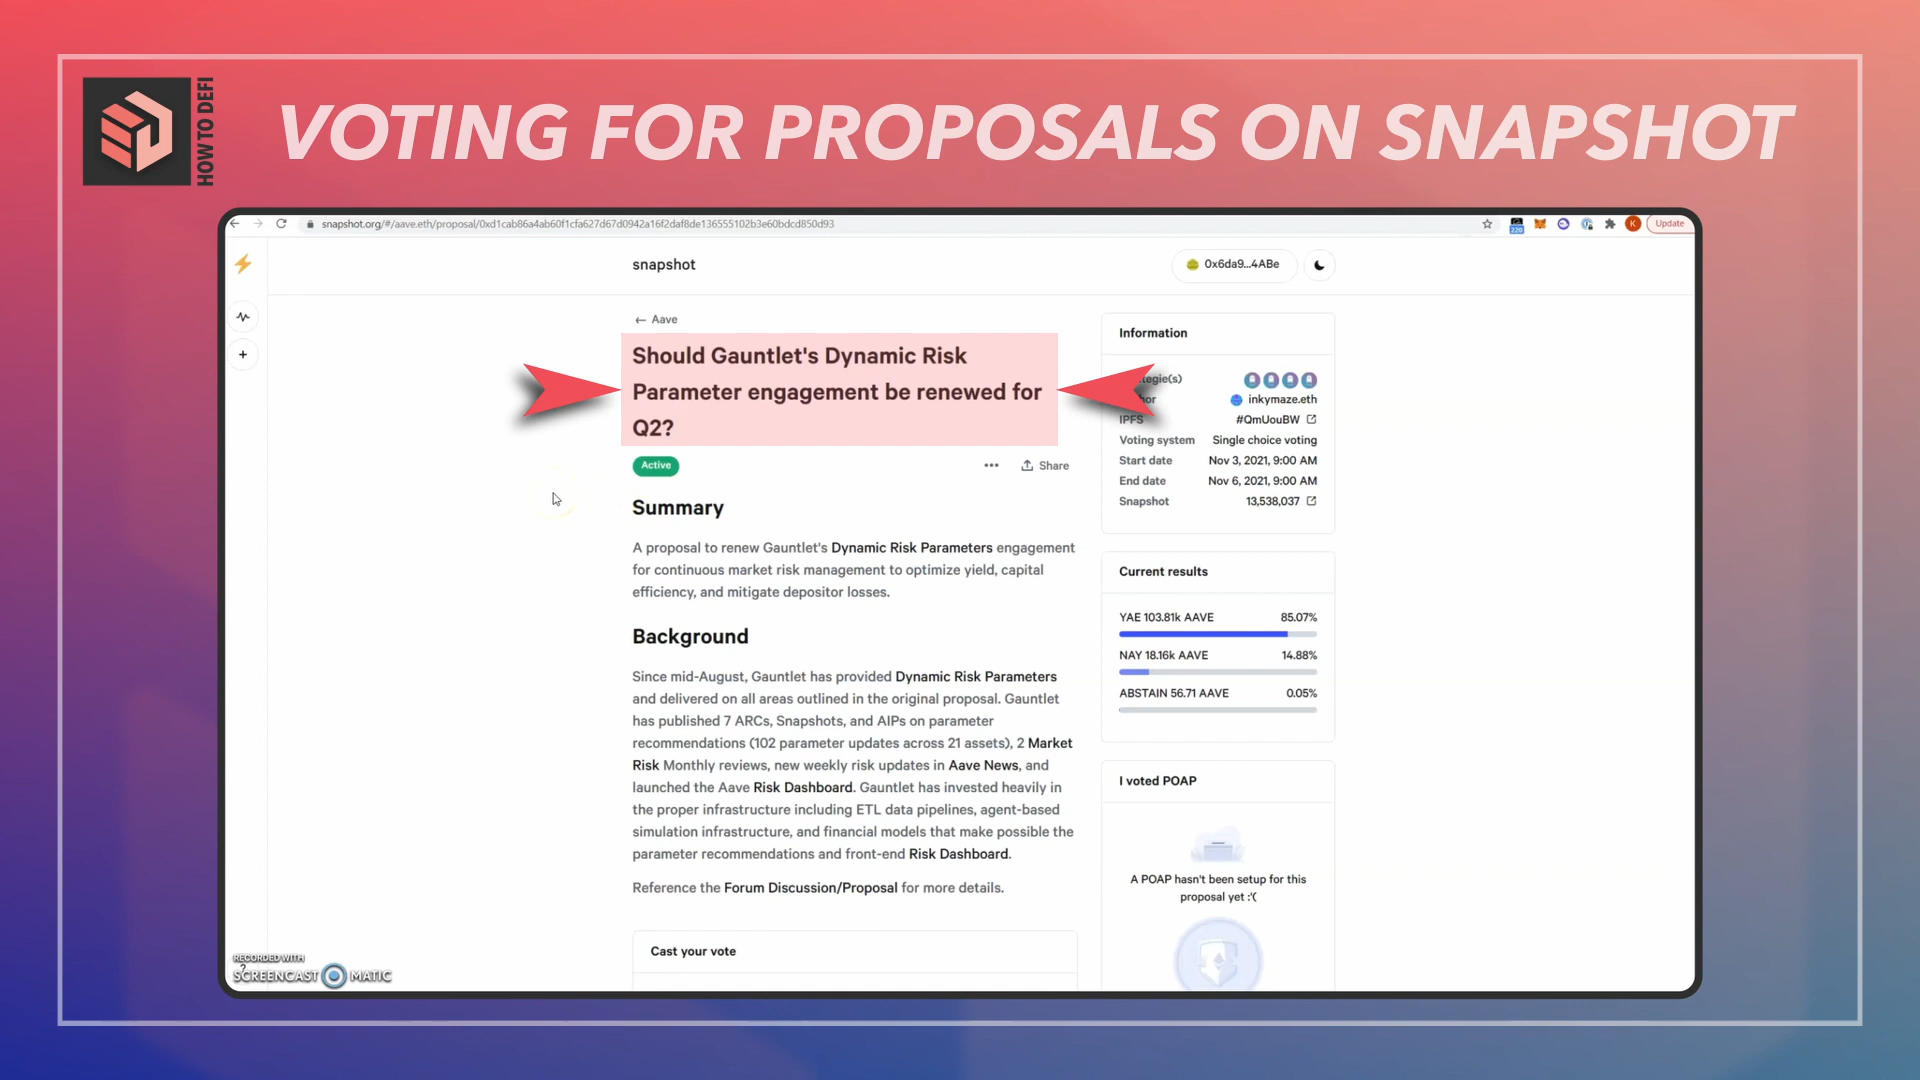 HOW TO DEFI
VOTING FOR PROPOSALS ON SNAPSHOT
snapshot.org/#/aave.eth/proposal/0xd1cab86a4ab60f1cfa627d67d0942a16f2daf8de136555102b3e60bdcd850d93
220
K
Update
snapshot
0x6da9...4ABe
← Aave
Should Gauntlet's Dynamic Risk
Parameter engagement be renewed for
Q2?
Active
Share
Summary
A proposal to renew Gauntlet's Dynamic Risk Parameters engagement
for continuous market risk management to optimize yield, capital
efficiency, and mitigate depositor losses.
Background
Since mid-August, Gauntlet has provided Dynamic Risk Parameters
and delivered on all areas outlined in the original proposal. Gauntlet
has published 7 ARCs, Snapshots, and AIPs on parameter
recommendations (102 parameter updates across 21 assets), 2 Market
Risk Monthly reviews, new weekly risk updates in Aave News, and
launched the Aave Risk Dashboard. Gauntlet has invested heavily in
the proper infrastructure including ETL data pipelines, agent-based
simulation infrastructure, and financial models that make possible the
parameter recommendations and front-end Risk Dashboard.
Reference the Forum Discussion/Proposal for more details.
Cast your vote
Information
inkymaze.eth
IPFS #QmUouBW
Voting system Single choice voting
Start date Nov 3, 2021, 9:00 AM
End date Nov 6, 2021, 9:00 AM
Snapshot 13,538,037
Current results
YAE 103.81k AAVE 85.07%
NAY 18.16k AAVE 14.88%
ABSTAIN 56.71 AAVE 0.05%
I voted POAP
A POAP hasn't been setup for this
proposal yet :'(
RECORDED WITH
SCREENCAST MATIC